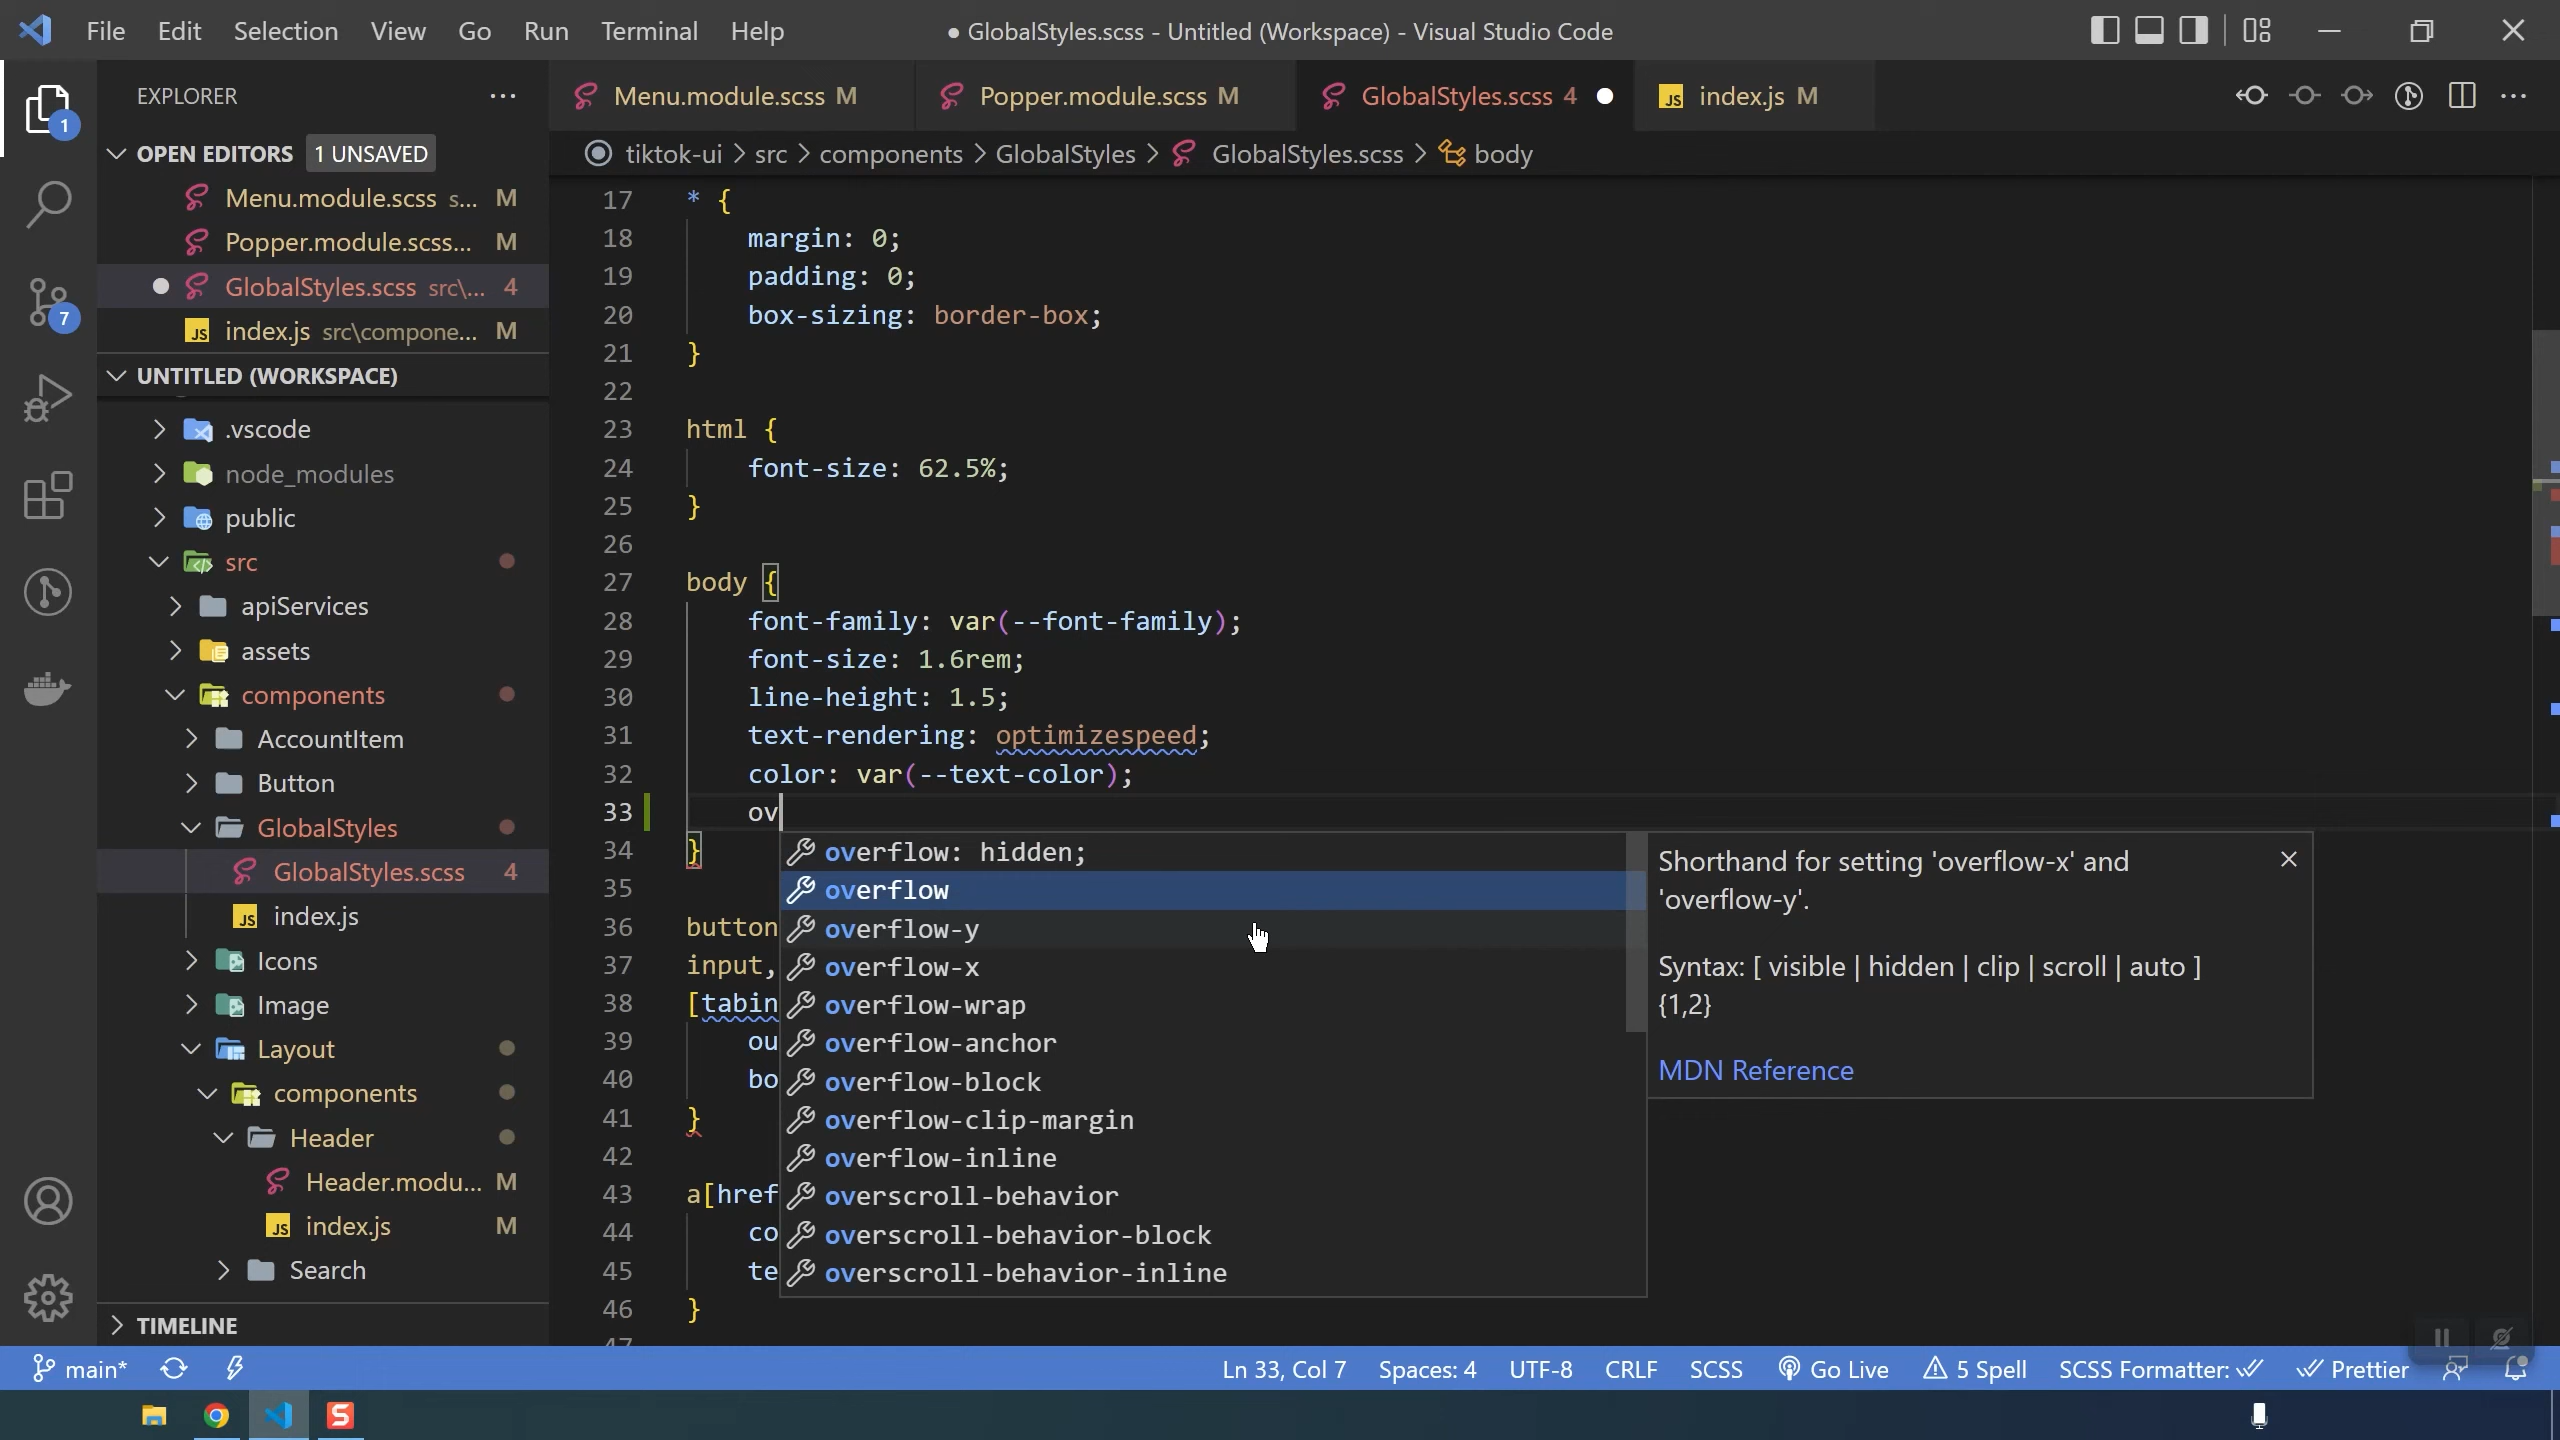 File Edit Selection View Go Run Terminal Help
● GlobalStyles.scss - Untitled (Workspace) - Visual Studio Code
EXPLORER
Menu.module.scss M
Popper.module.scss M
GlobalStyles.scss 4
JS index.js M
OPEN EDITORS 1 UNSAVED
tiktok-ui > src > components > GlobalStyles > GlobalStyles.scss > body
Menu.module.scss s... M
Popper.module.scss... M
GlobalStyles.scss src\... 4
JS index.js src\compone... M
UNTITLED (WORKSPACE)
.vscode
node_modules
public
src
apiServices
assets
components
AccountItem
Button
GlobalStyles
GlobalStyles.scss 4
JS index.js
Icons
Image
Layout
components
Header
Header.modu... M
JS index.js M
Search
TIMELINE
1
7
17 * {
18 margin: 0;
19 padding: 0;
20 box-sizing: border-box;
21 }
22
23 html {
24 font-size: 62.5%;
25 }
26
27 body {
28 font-family: var(--font-family);
29 font-size: 1.6rem;
30 line-height: 1.5;
31 text-rendering: optimizespeed;
32 color: var(--text-color);
33 ov
34 }
35
36 button
37 input,
38 [tabin
39 ou
40 bo
41 }
42
43 a[href
44 co
45 te
46 }
47
overflow: hidden;
overflow
overflow-y
overflow-x
overflow-wrap
overflow-anchor
overflow-block
overflow-clip-margin
overflow-inline
overscroll-behavior
overscroll-behavior-block
overscroll-behavior-inline
Shorthand for setting 'overflow-x' and
'overflow-y'.
Syntax: [ visible | hidden | clip | scroll | auto ]
{1,2}
MDN Reference
main* Ln 33, Col 7 Spaces: 4 UTF-8 CRLF SCSS Go Live 5 Spell SCSS Formatter: Prettier